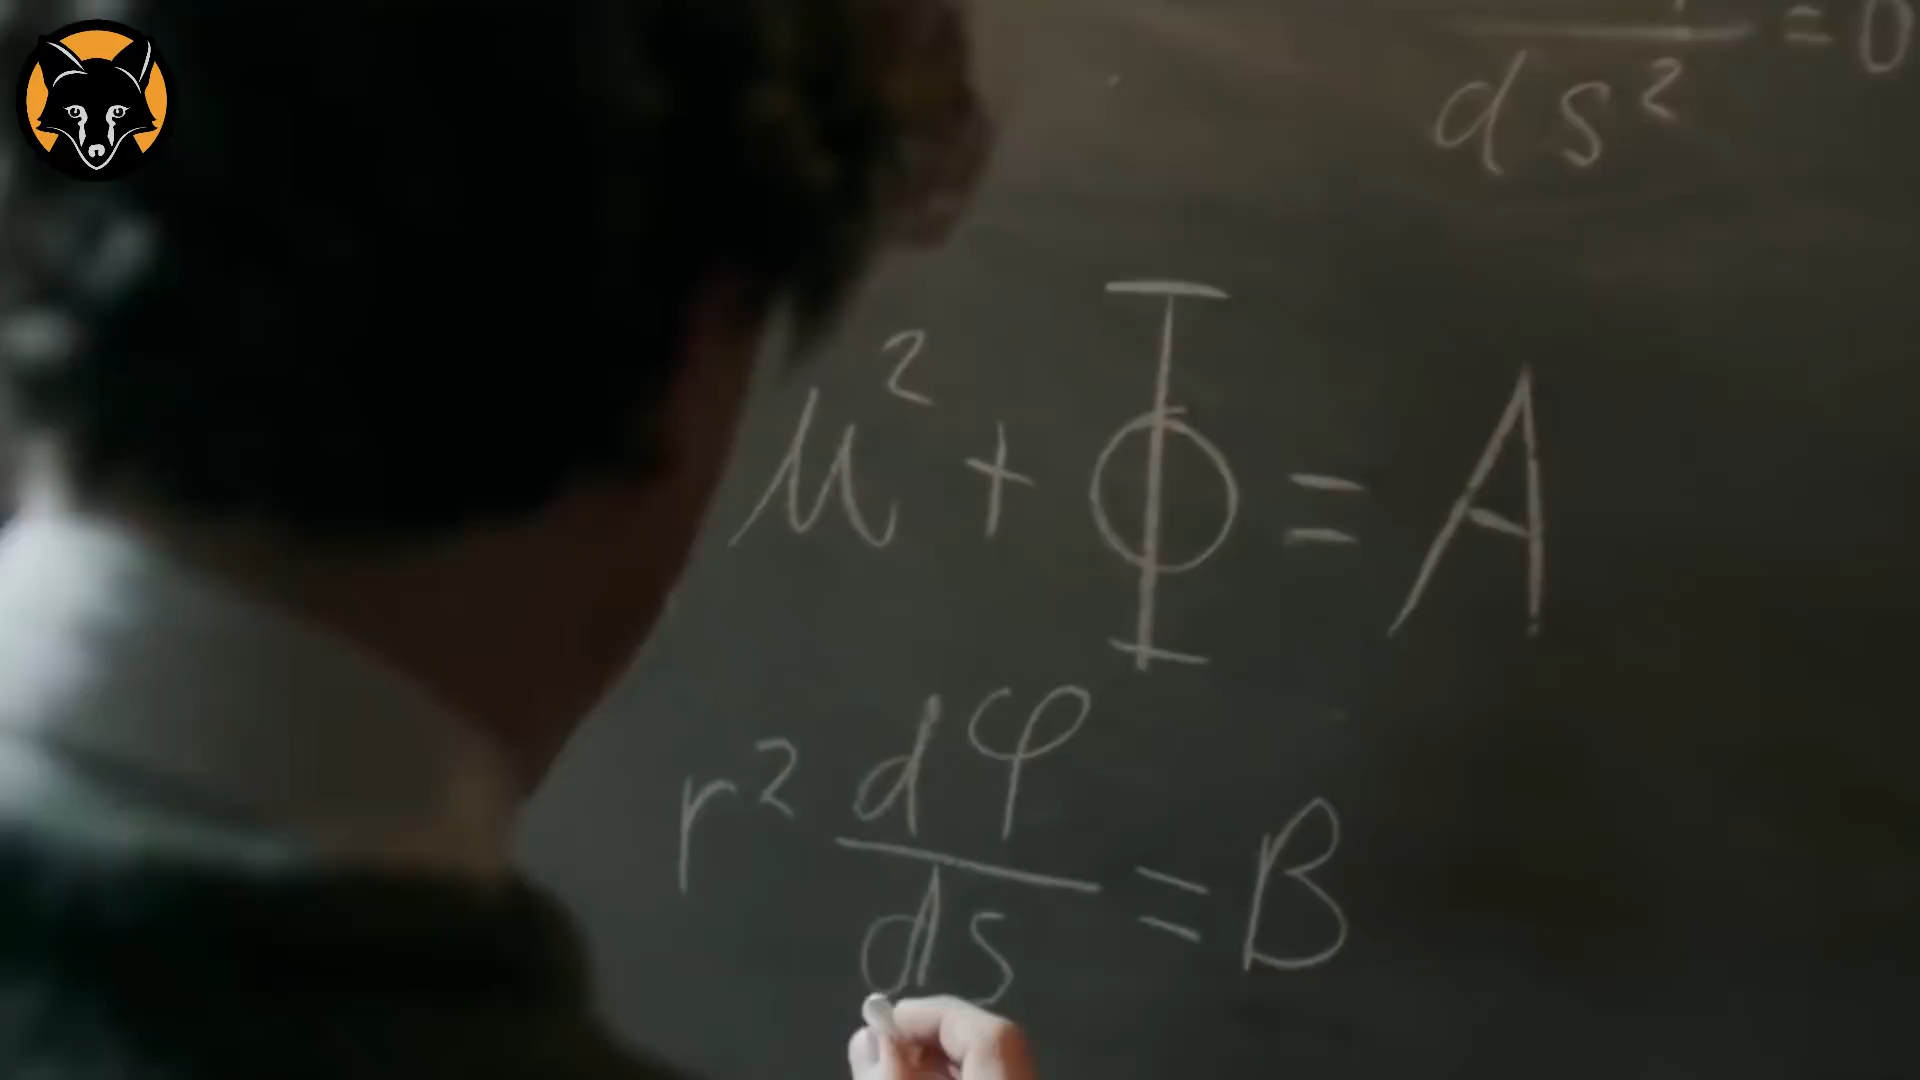 ds² = 0
u² + Φ = A
r² dφ/ds = B